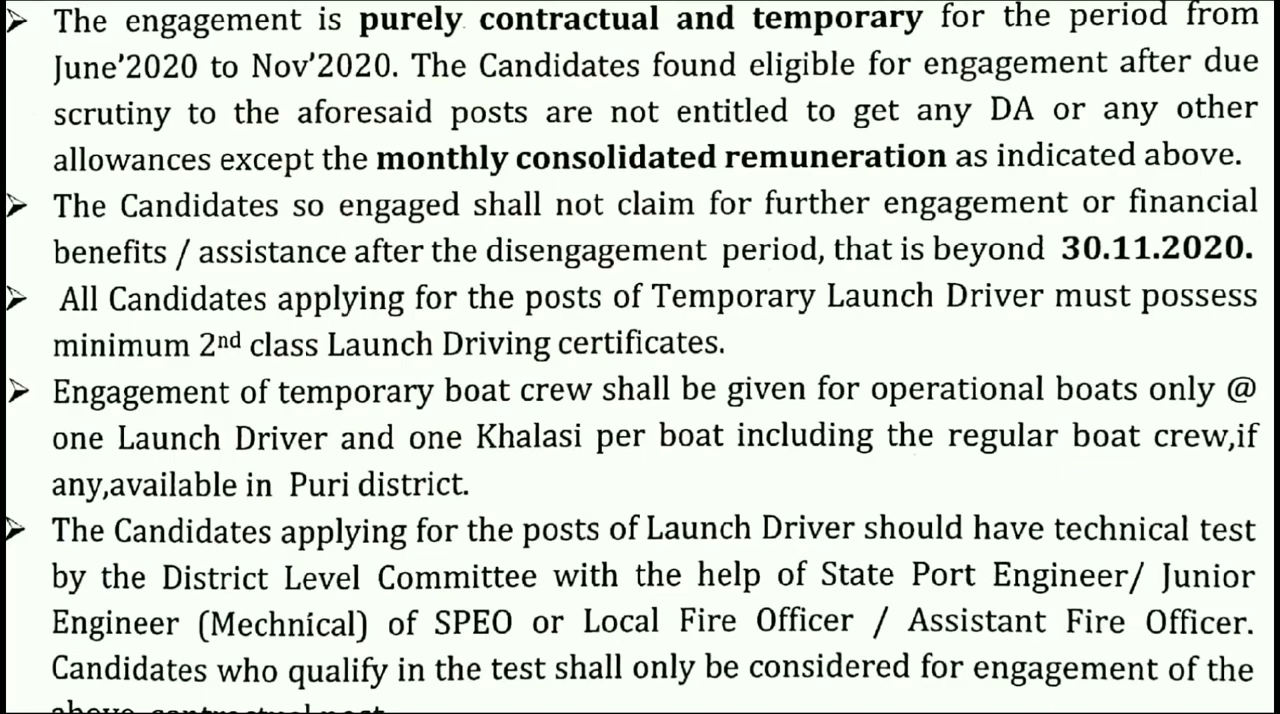 ➢ The engagement is purely contractual and temporary for the period from
June'2020 to Nov'2020. The Candidates found eligible for engagement after due
scrutiny to the aforesaid posts are not entitled to get any DA or any other
allowances except the monthly consolidated remuneration as indicated above.
➢ The Candidates so engaged shall not claim for further engagement or financial
benefits / assistance after the disengagement period, that is beyond 30.11.2020.
➢ All Candidates applying for the posts of Temporary Launch Driver must possess
minimum 2nd class Launch Driving certificates.
➢ Engagement of temporary boat crew shall be given for operational boats only @
one Launch Driver and one Khalasi per boat including the regular boat crew,if
any,available in Puri district.
➢ The Candidates applying for the posts of Launch Driver should have technical test
by the District Level Committee with the help of State Port Engineer/ Junior
Engineer (Mechnical) of SPEO or Local Fire Officer / Assistant Fire Officer.
Candidates who qualify in the test shall only be considered for engagement of the
above contractual post